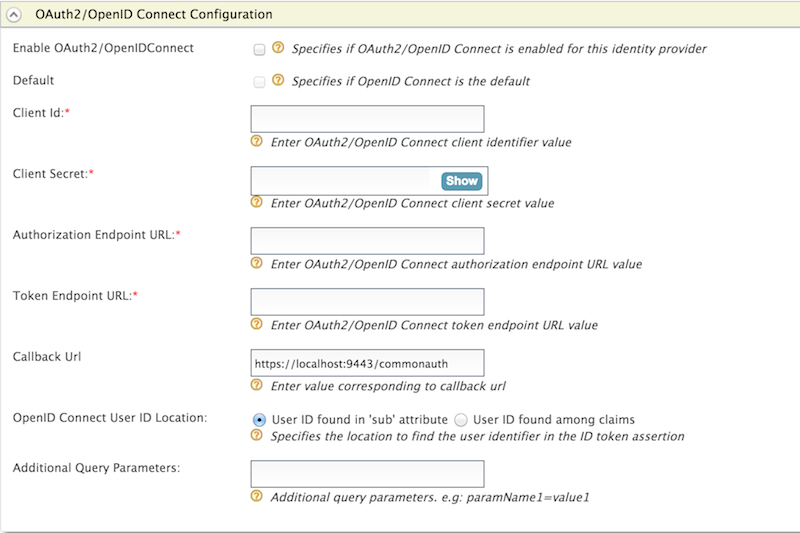 OAuth2/OpenID Connect Configuration
Enable OAuth2/OpenIDConnect ? Specifies if OAuth2/OpenID Connect is enabled for this identity provider
Default ? Specifies if OpenID Connect is the default
Client Id:*
? Enter OAuth2/OpenID Connect client identifier value
Client Secret:* Show
? Enter OAuth2/OpenID Connect client secret value
Authorization Endpoint URL:*
? Enter OAuth2/OpenID Connect authorization endpoint URL value
Token Endpoint URL:*
? Enter OAuth2/OpenID Connect token endpoint URL value
Callback Url https://localhost:9443/commonauth
? Enter value corresponding to callback url
OpenID Connect User ID Location: User ID found in 'sub' attribute User ID found among claims
? Specifies the location to find the user identifier in the ID token assertion
Additional Query Parameters:
? Additional query parameters. e.g: paramName1=value1